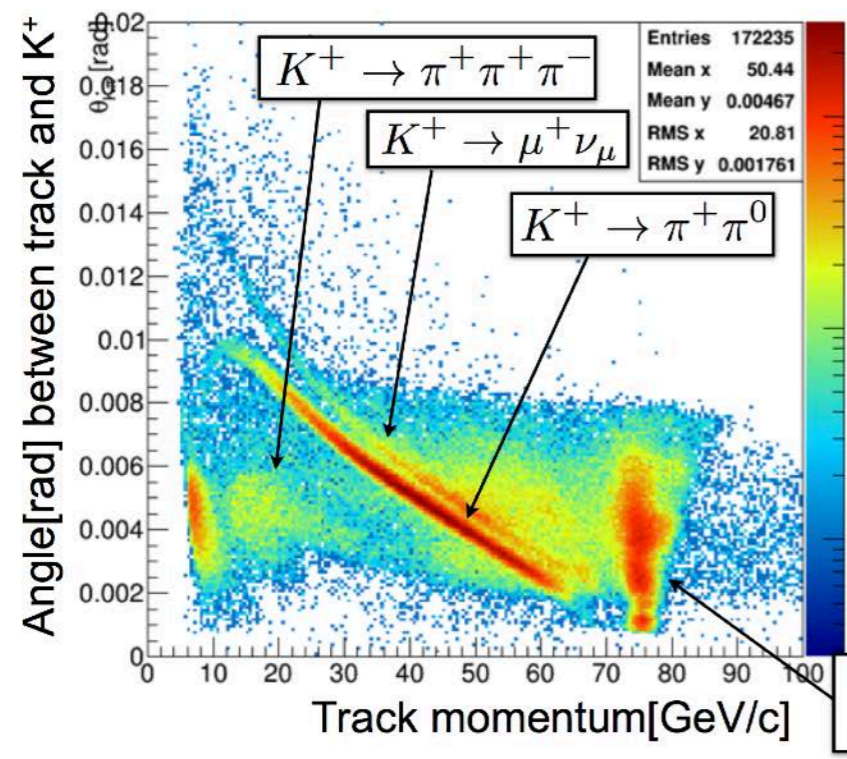 Angle[rad] between track and K⁺
[rad]
0.02
0.018
0.016
0.014
0.012
0.01
0.008
0.006
0.004
0.002
0
K⁺ → π⁺π⁺π⁻
K⁺ → μ⁺ν_μ
K⁺ → π⁺π⁰
Entries 172235
Mean x 50.44
Mean y 0.00467
RMS x 20.81
RMS y 0.001761
0 10 20 30 40 50 60 70 80 90 100
Track momentum[GeV/c]